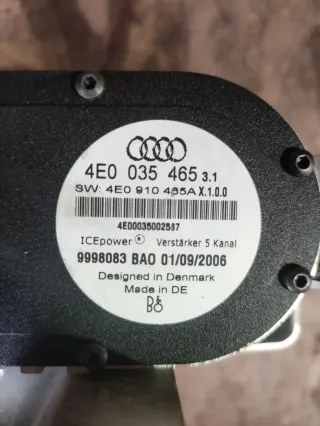 4E0 035 465 3.1
SW: 4E0 910 465A X.1.0.0
4E00035002587
ICEpower® Verstärker 5 Kanal
9998083 BAO 01/09/2006
Designed in Denmark
Made in DE
B&O